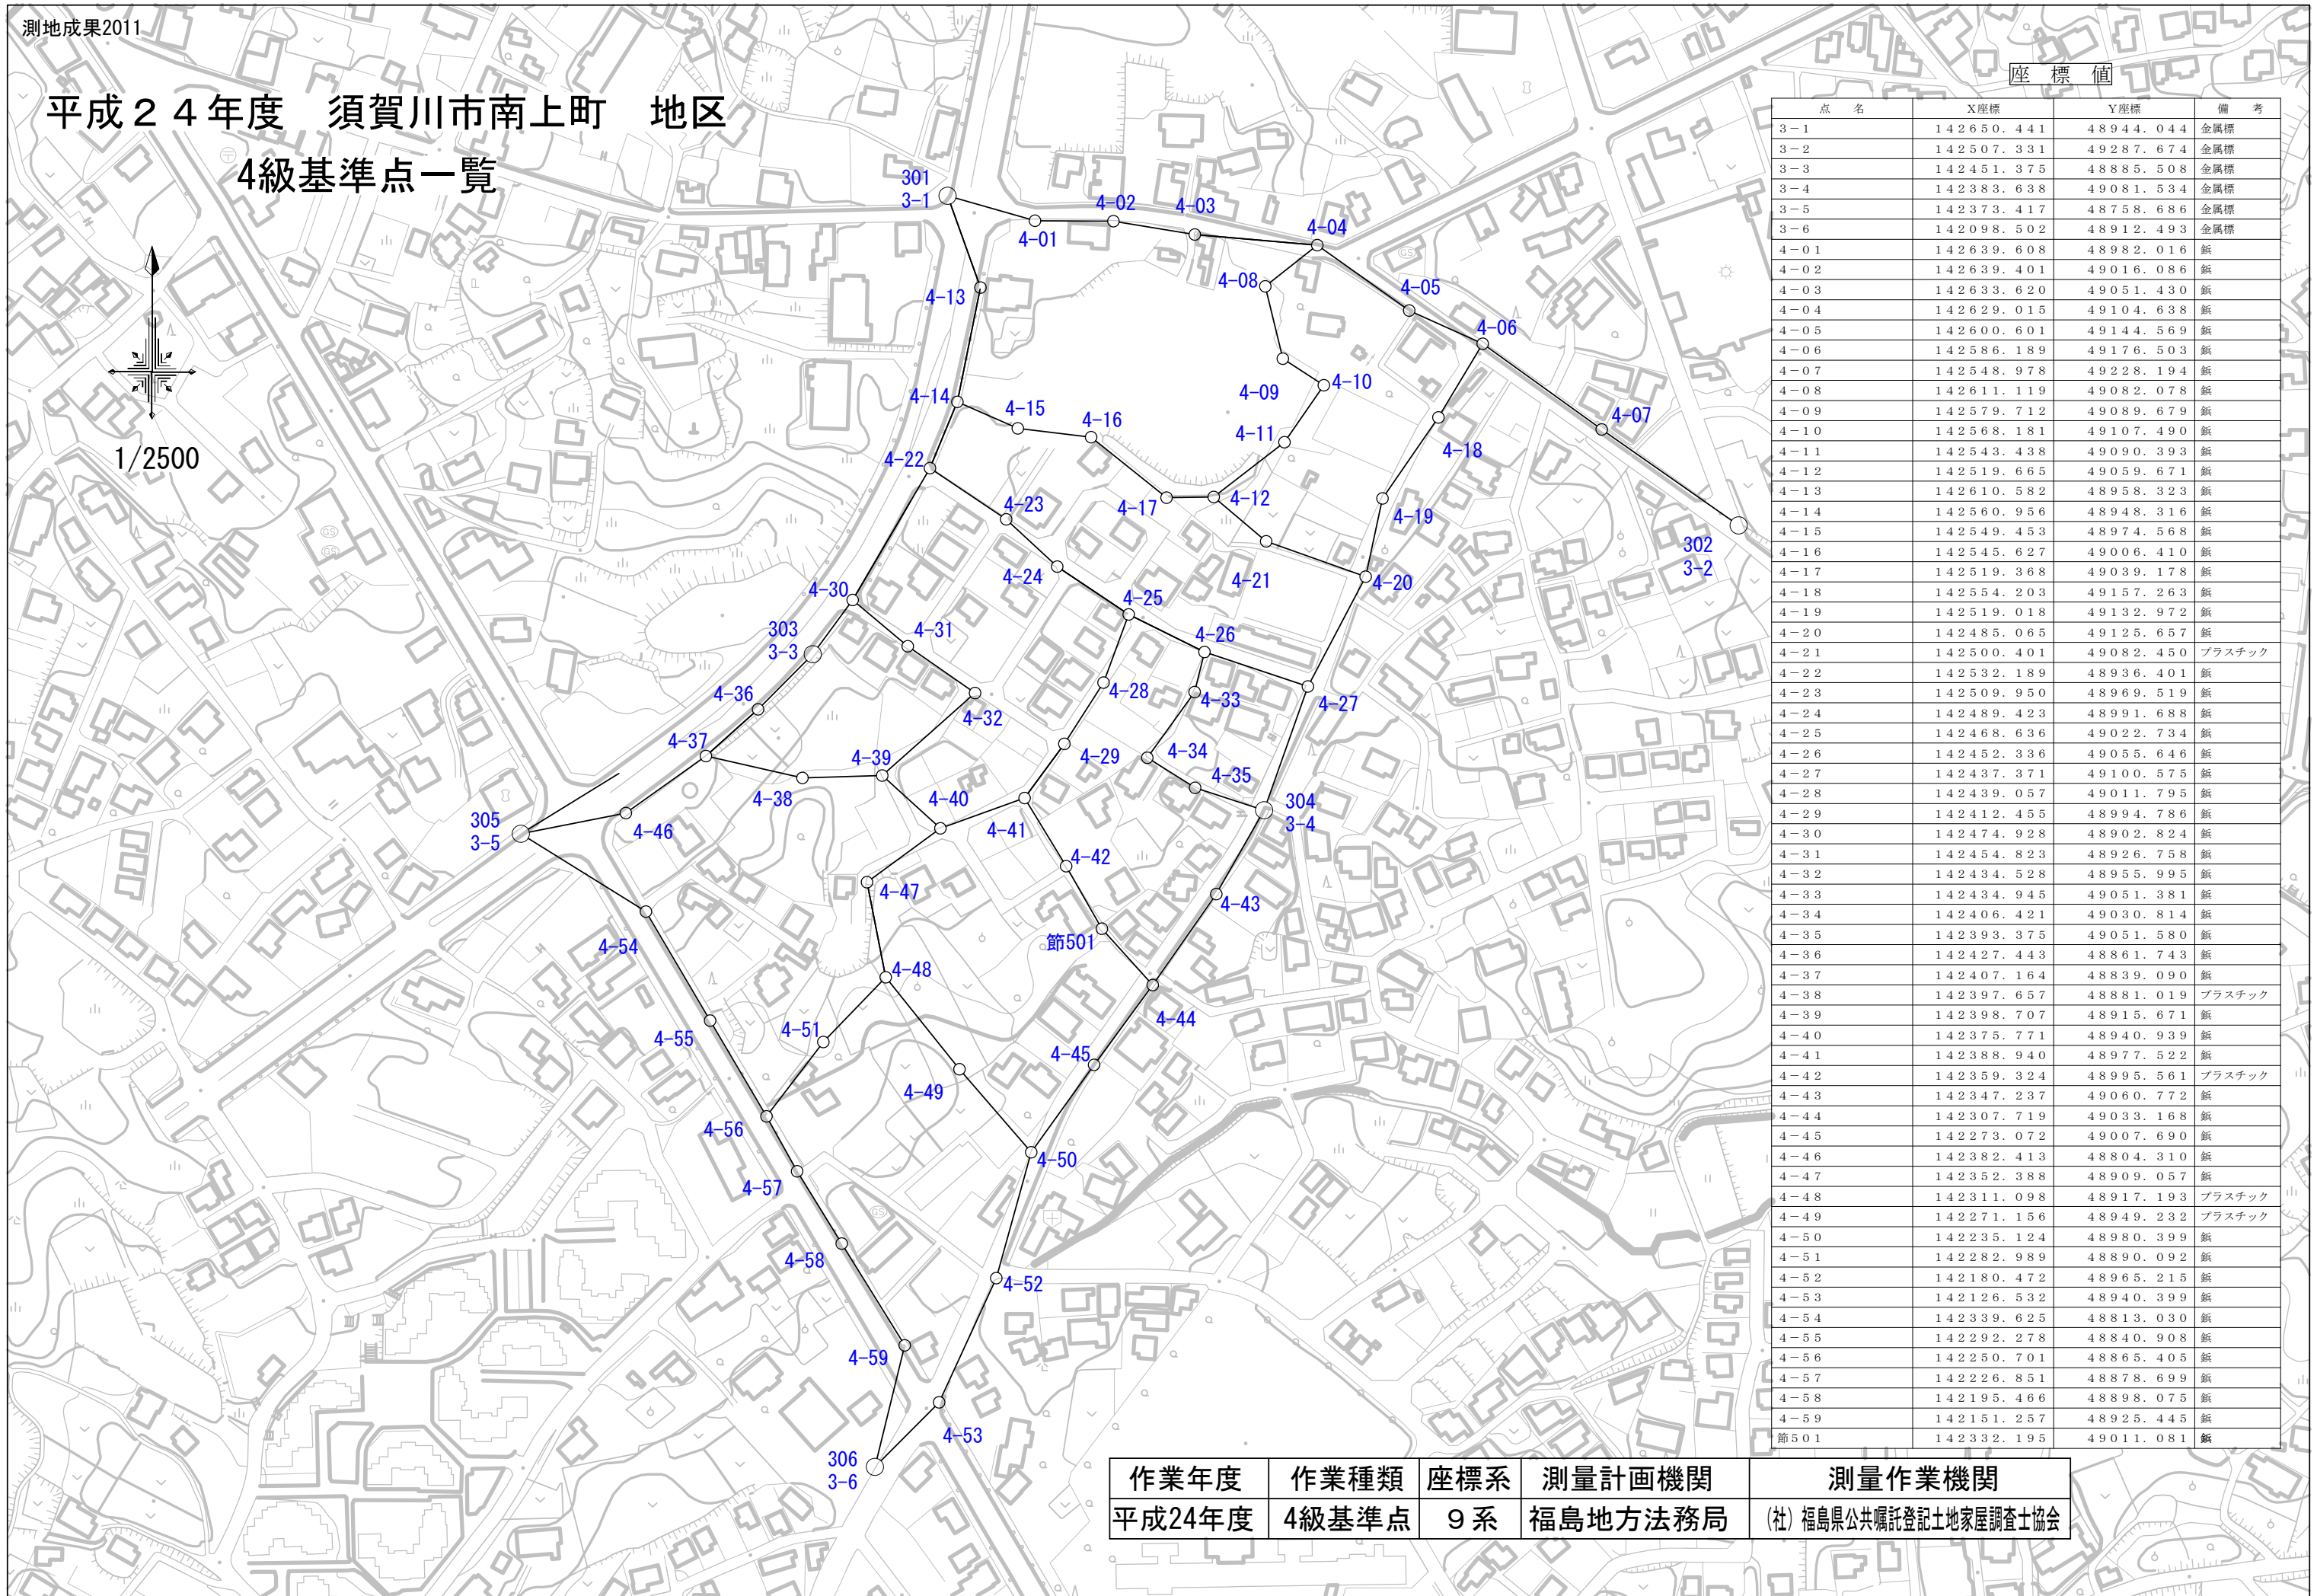 測地成果2011
平成２４年度　須賀川市南上町　地区
4級基準点一覧
1/2500
座　標　値
点　名 X座標 Y座標 備　考
3－1 142650.441 48944.044 金属標
3－2 142507.331 49287.674 金属標
3－3 142451.375 48885.508 金属標
3－4 142383.638 49081.534 金属標
3－5 142373.417 48758.686 金属標
3－6 142098.502 48912.493 金属標
4－01 142639.608 48982.016 鋲
4－02 142639.401 49016.086 鋲
4－03 142633.620 49051.430 鋲
4－04 142629.015 49104.638 鋲
4－05 142600.601 49144.569 鋲
4－06 142586.189 49176.503 鋲
4－07 142548.978 49228.194 鋲
4－08 142611.119 49082.078 鋲
4－09 142579.712 49089.679 鋲
4－10 142568.181 49107.490 鋲
4－11 142543.438 49090.393 鋲
4－12 142519.665 49059.671 鋲
4－13 142610.582 48958.323 鋲
4－14 142560.956 48948.316 鋲
4－15 142549.453 48974.568 鋲
4－16 142545.627 49006.410 鋲
4－17 142519.368 49039.178 鋲
4－18 142554.203 49157.263 鋲
4－19 142519.018 49132.972 鋲
4－20 142485.065 49125.657 鋲
4－21 142500.401 49082.450 プラスチック
4－22 142532.189 48936.401 鋲
4－23 142509.950 48969.519 鋲
4－24 142489.423 48991.688 鋲
4－25 142468.636 49022.734 鋲
4－26 142452.336 49055.646 鋲
4－27 142437.371 49100.575 鋲
4－28 142439.057 49011.795 鋲
4－29 142412.455 48994.786 鋲
4－30 142474.928 48902.824 鋲
4－31 142454.823 48926.758 鋲
4－32 142434.528 48955.995 鋲
4－33 142434.945 49051.381 鋲
4－34 142406.421 49030.814 鋲
4－35 142393.375 49051.580 鋲
4－36 142427.443 48861.743 鋲
4－37 142407.164 48839.090 鋲
4－38 142397.657 48881.019 プラスチック
4－39 142398.707 48915.671 鋲
4－40 142375.771 48940.939 鋲
4－41 142388.940 48977.522 鋲
4－42 142359.324 48995.561 プラスチック
4－43 142347.237 49060.772 鋲
4－44 142307.719 49033.168 鋲
4－45 142273.072 49007.690 鋲
4－46 142382.413 48804.310 鋲
4－47 142352.388 48909.057 鋲
4－48 142311.098 48917.193 プラスチック
4－49 142271.156 48949.232 プラスチック
4－50 142235.124 48980.399 鋲
4－51 142282.989 48890.092 鋲
4－52 142180.472 48965.215 鋲
4－53 142126.532 48940.399 鋲
4－54 142339.625 48813.030 鋲
4－55 142292.278 48840.908 鋲
4－56 142250.701 48865.405 鋲
4－57 142226.851 48878.699 鋲
4－58 142195.466 48898.075 鋲
4－59 142151.257 48925.445 鋲
節501 142332.195 49011.081 鋲
301
3-1
4-01
4-02
4-03
4-04
4-08
4-05
4-06
4-13
4-09
4-10
4-07
4-14
4-15
4-16
4-11
4-18
4-22
4-23
4-17
4-12
4-19
302
3-2
4-24
4-21
4-20
4-30
4-25
4-31
4-26
303
3-3
4-28
4-33
4-27
4-36
4-32
4-37
4-39
4-29
4-34
4-38
4-35
4-40
304
3-4
305
3-5
4-46
4-41
4-42
4-47
4-43
4-54
節501
4-48
4-44
4-55
4-51
4-45
4-49
4-56
4-50
4-57
4-58
4-52
4-59
4-53
306
3-6
GS
GS
GS
GS
作業年度 作業種類 座標系 測量計画機関 測量作業機関
平成24年度 4級基準点 ９系 福島地方法務局 （社）福島県公共嘱託登記土地家屋調査士協会